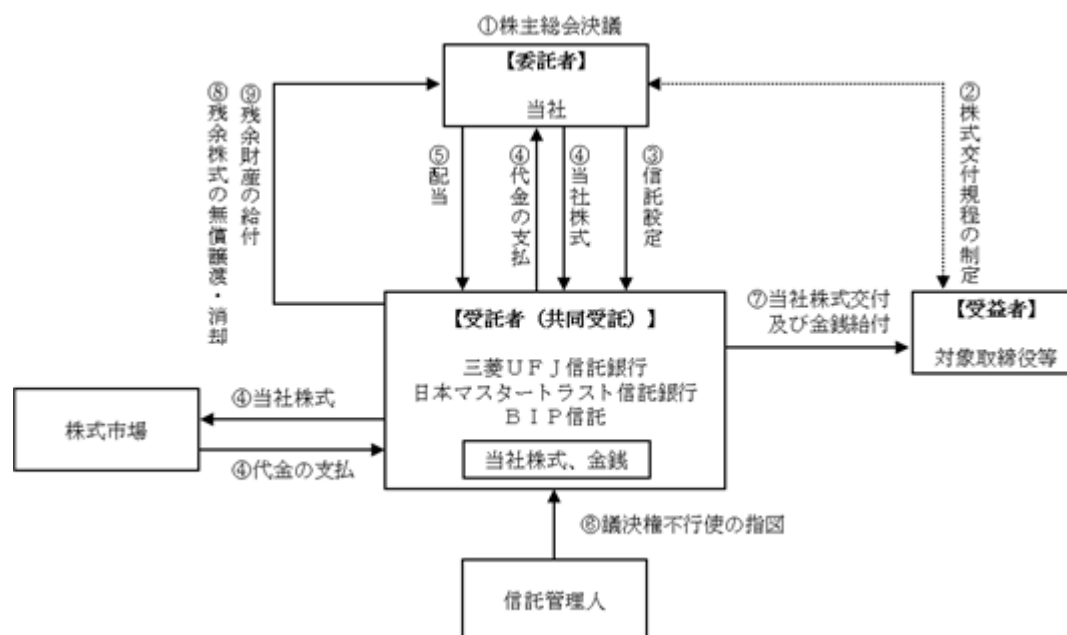 ①株主総会決議
【委託者】
当社
⑧残余株式の無償譲渡・消却
⑨残余財産の給付
⑤配当
④代金の支払
④当社株式
③信託設定
②株式交付規程の制定
【受託者（共同受託）】
三菱ＵＦＪ信託銀行
日本マスタートラスト信託銀行
ＢＩＰ信託
当社株式、金銭
⑦当社株式交付
及び金銭給付
【受益者】
対象取締役等
株式市場
④当社株式
④代金の支払
⑥議決権不行使の指図
信託管理人